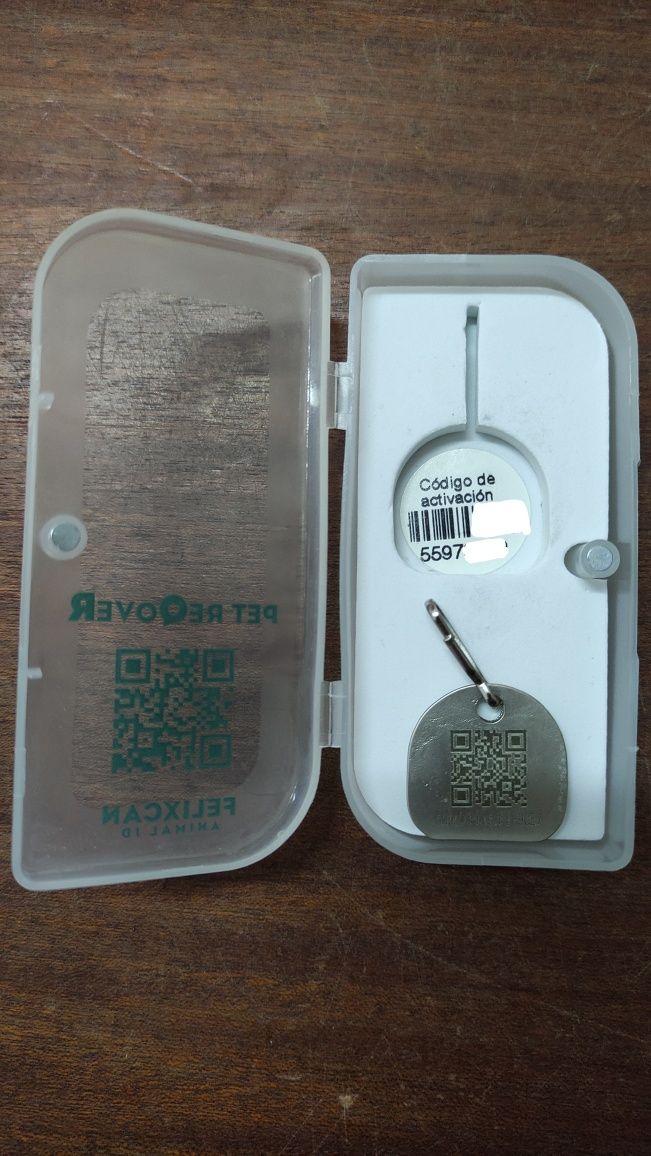 PET REQOVER
FELIXCAN
ANIMAL ID
Código de
activación
5597